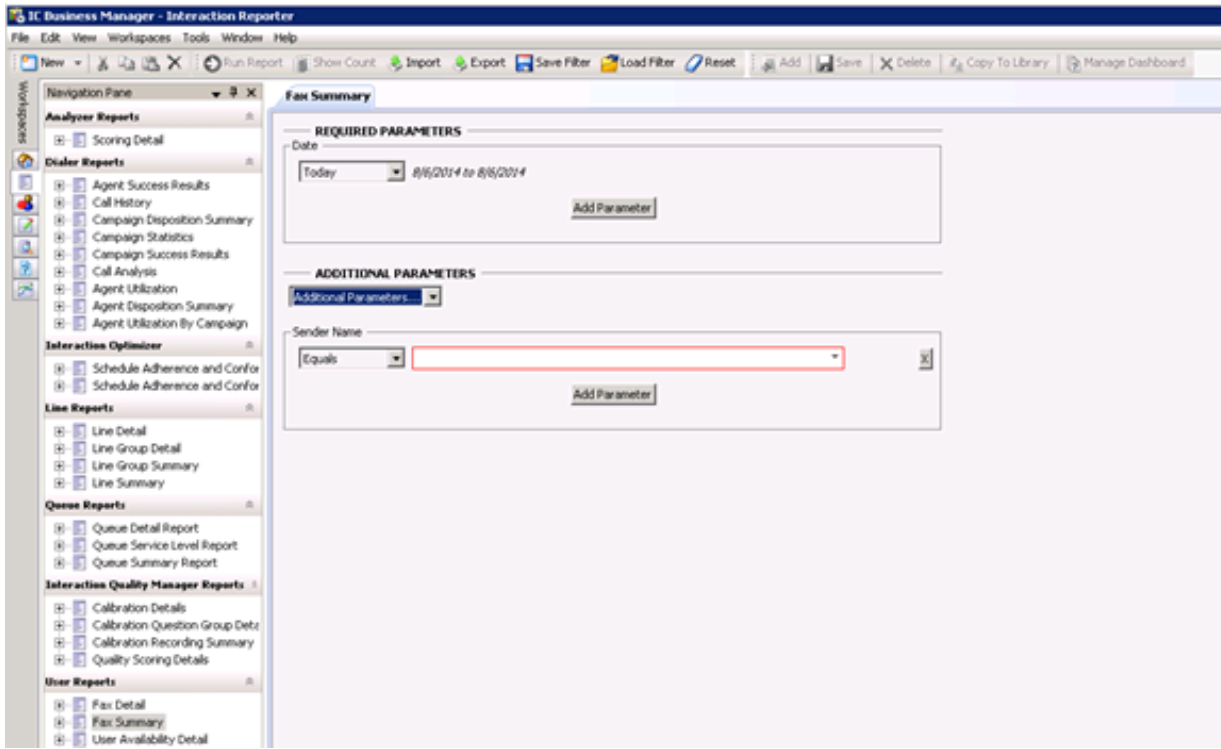 IC Business Manager - Interaction Reporter
File Edit View Workspaces Tools Window Help
New Run Report Show Count Import Export Save Filter Load Filter Reset Add Save Delete Copy To Library Manage Dashboard
Workspaces
Navigation Pane
Analyzer Reports
Scoring Detail
Dialer Reports
Agent Success Results
Call History
Campaign Disposition Summary
Campaign Statistics
Campaign Success Results
Call Analysis
Agent Utilization
Agent Disposition Summary
Agent Utilization By Campaign
Interaction Optimizer
Schedule Adherence and Confor
Schedule Adherence and Confor
Line Reports
Line Detail
Line Group Detail
Line Group Summary
Line Summary
Queue Reports
Queue Detail Report
Queue Service Level Report
Queue Summary Report
Interaction Quality Manager Reports
Calibration Details
Calibration Question Group Deta
Calibration Recording Summary
Quality Scoring Details
User Reports
Fax Detail
Fax Summary
User Availability Detail
Fax Summary
REQUIRED PARAMETERS
Date
Today 8/6/2014 to 8/6/2014
Add Parameter
ADDITIONAL PARAMETERS
Additional Parameters...
Sender Name
Equals X
Add Parameter